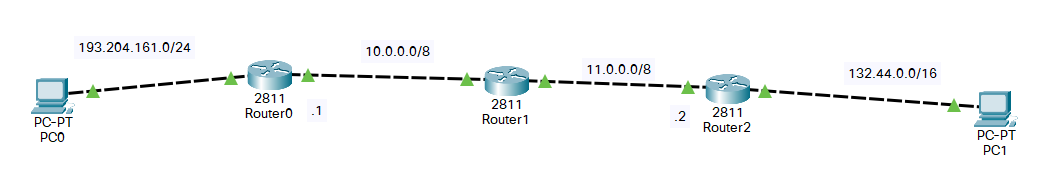 193.204.161.0/24
10.0.0.0/8
11.0.0.0/8
132.44.0.0/16
PC-PT
PC0
2811
Router0
.1
2811
Router1
.2
2811
Router2
PC-PT
PC1